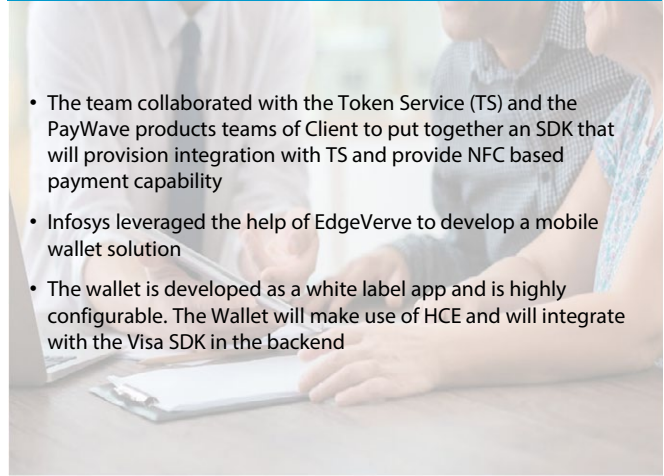 • The team collaborated with the Token Service (TS) and the
PayWave products teams of Client to put together an SDK that
will provision integration with TS and provide NFC based
payment capability
• Infosys leveraged the help of EdgeVerve to develop a mobile
wallet solution
• The wallet is developed as a white label app and is highly
configurable. The Wallet will make use of HCE and will integrate
with the Visa SDK in the backend